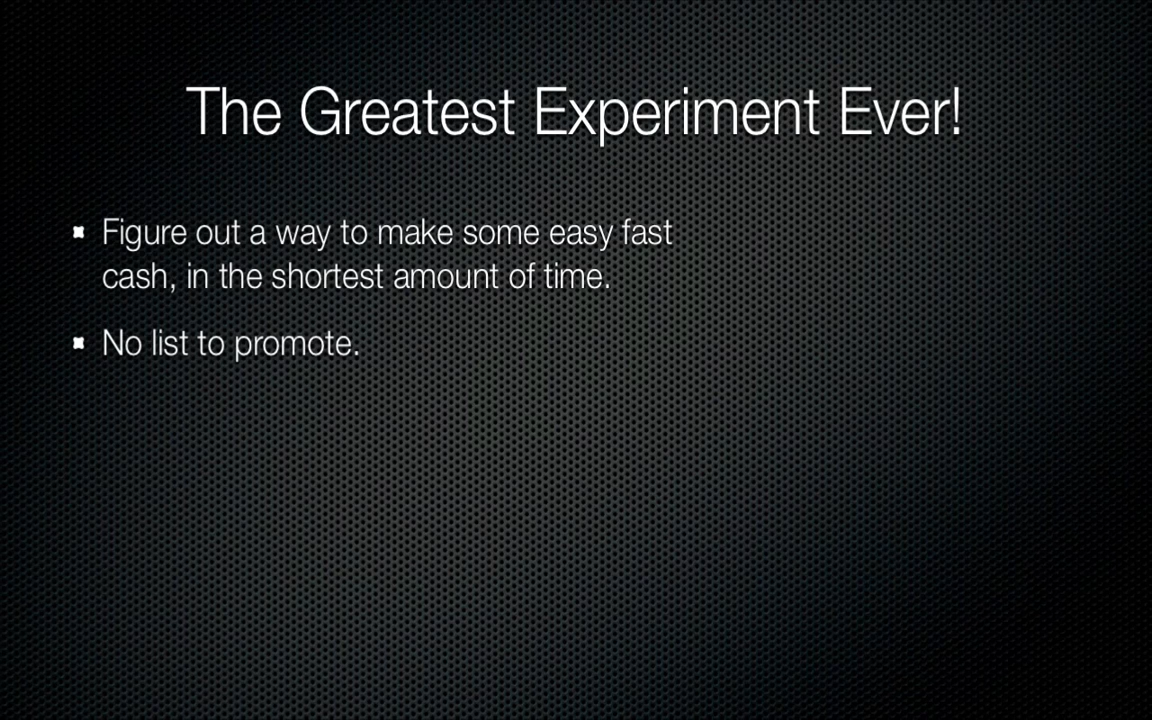 The Greatest Experiment Ever!
Figure out a way to make some easy fast
cash, in the shortest amount of time.
No list to promote.